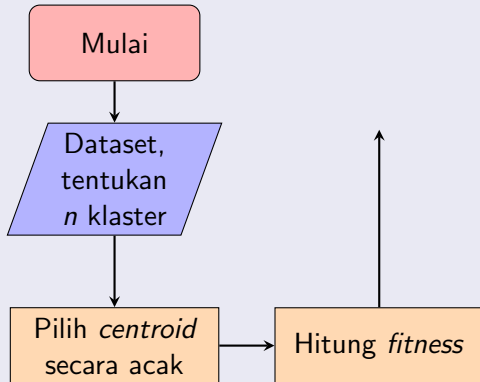 Mulai
Dataset,
tentukan
n klaster
Pilih centroid
secara acak
Hitung fitness